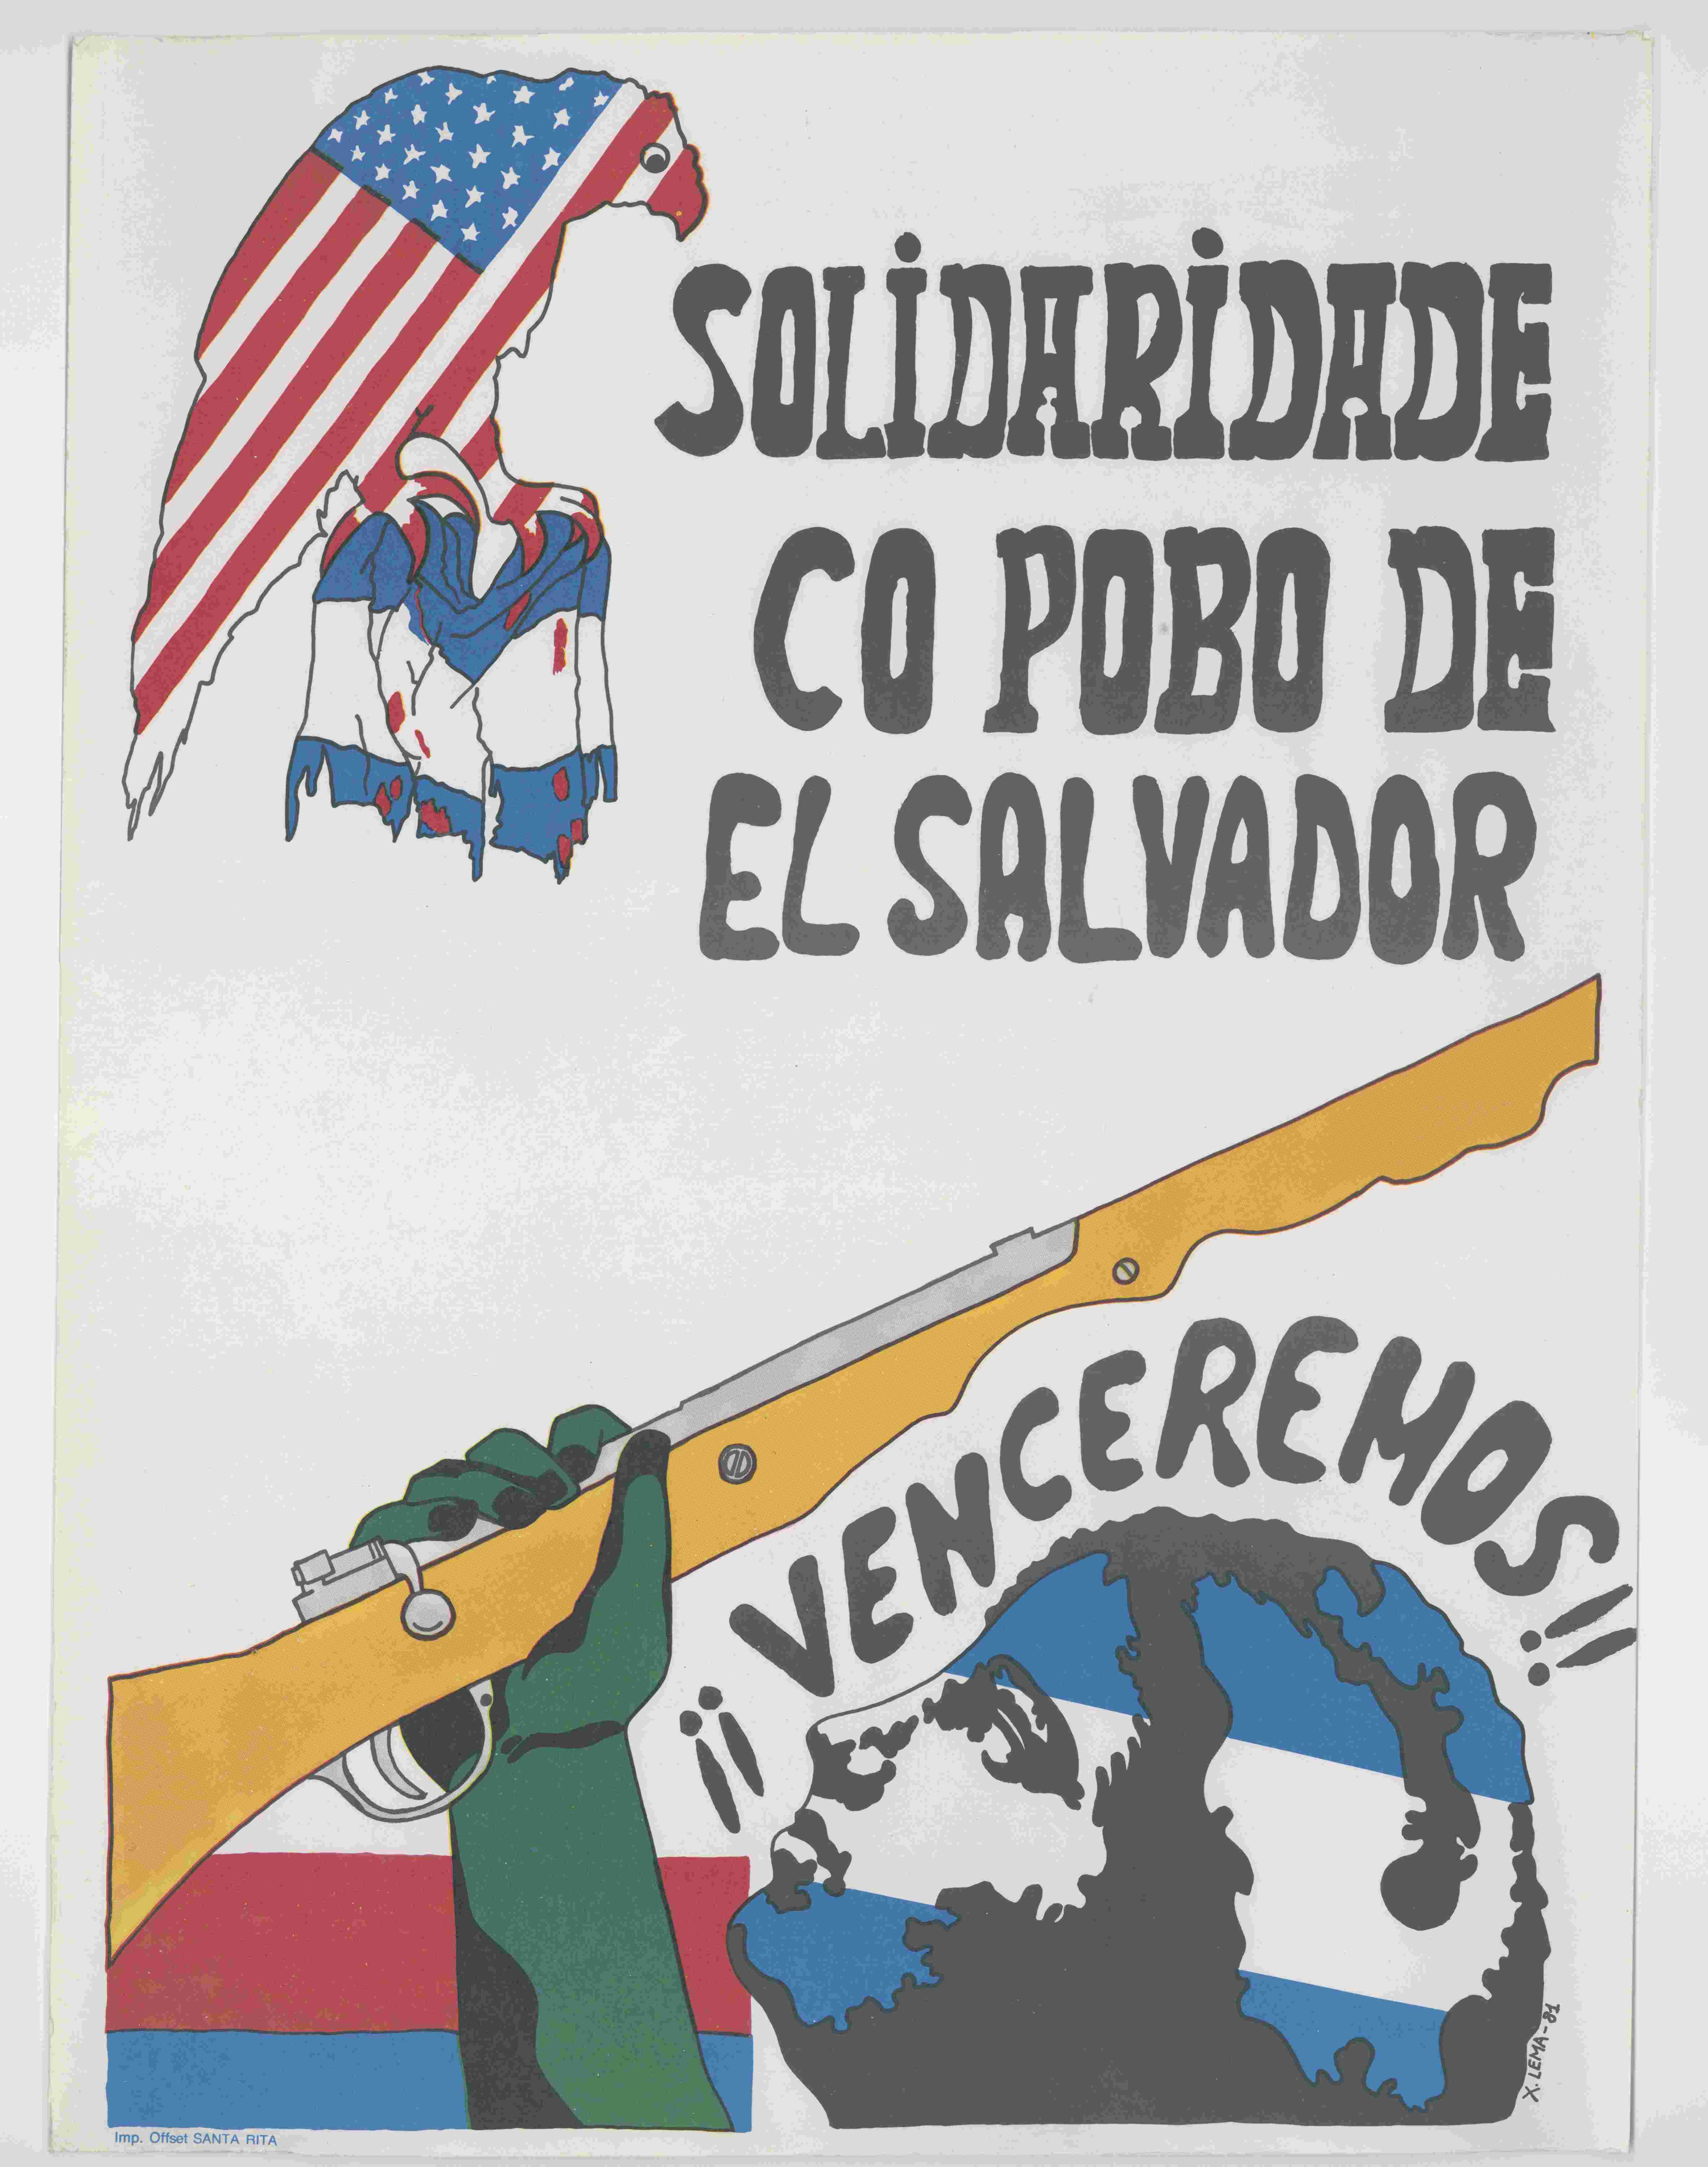 SOLIDARIDADE
CO POBO DE
EL SALVADOR
¡¡VENCEREMOS!!
X. LEMA-81
Imp. Offset SANTA RITA